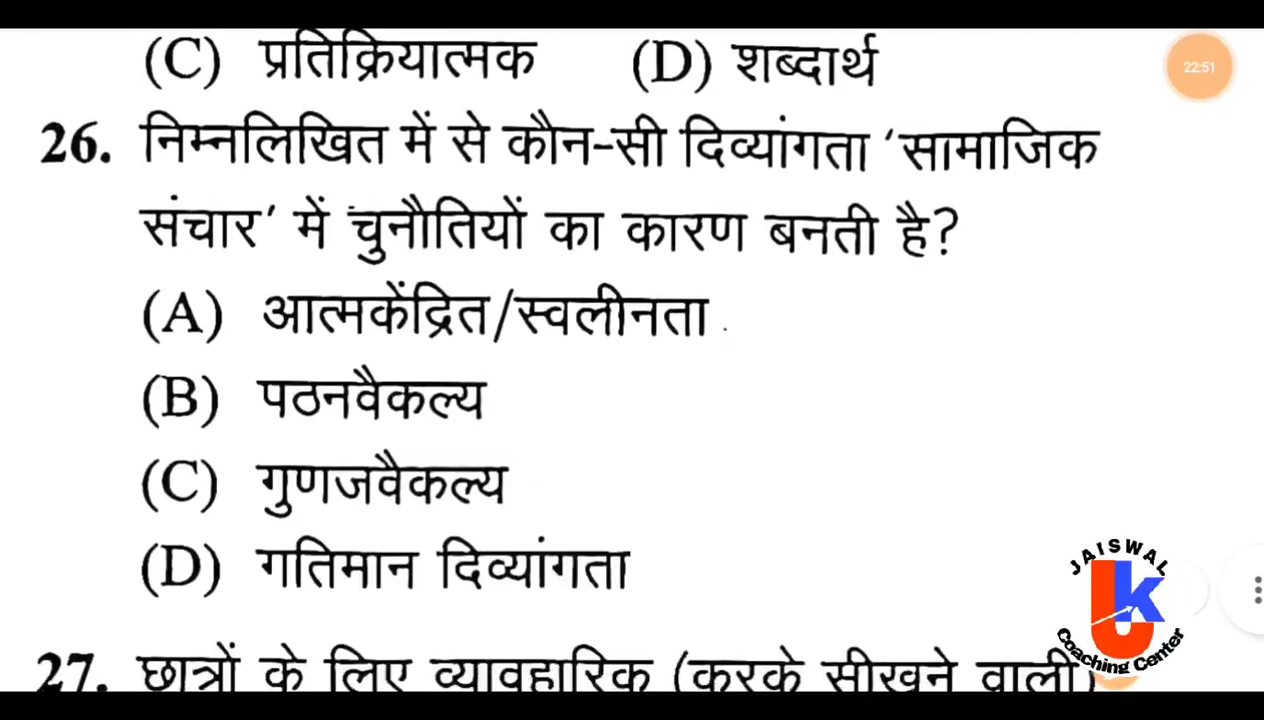 (C) प्रतिक्रियात्मक (D) शब्दार्थ
22:51
26. निम्नलिखित में से कौन-सी दिव्यांगता ‘सामाजिक
संचार’ में चुनौतियों का कारण बनती है?
(A) आत्मकेंद्रित/स्वलीनता
(B) पठनवैकल्य
(C) गुणजवैकल्य
(D) गतिमान दिव्यांगता
JAISWAL
UK
Coaching Center
27. छात्रों के लिए व्यावहारिक (करके सीखने वाली)